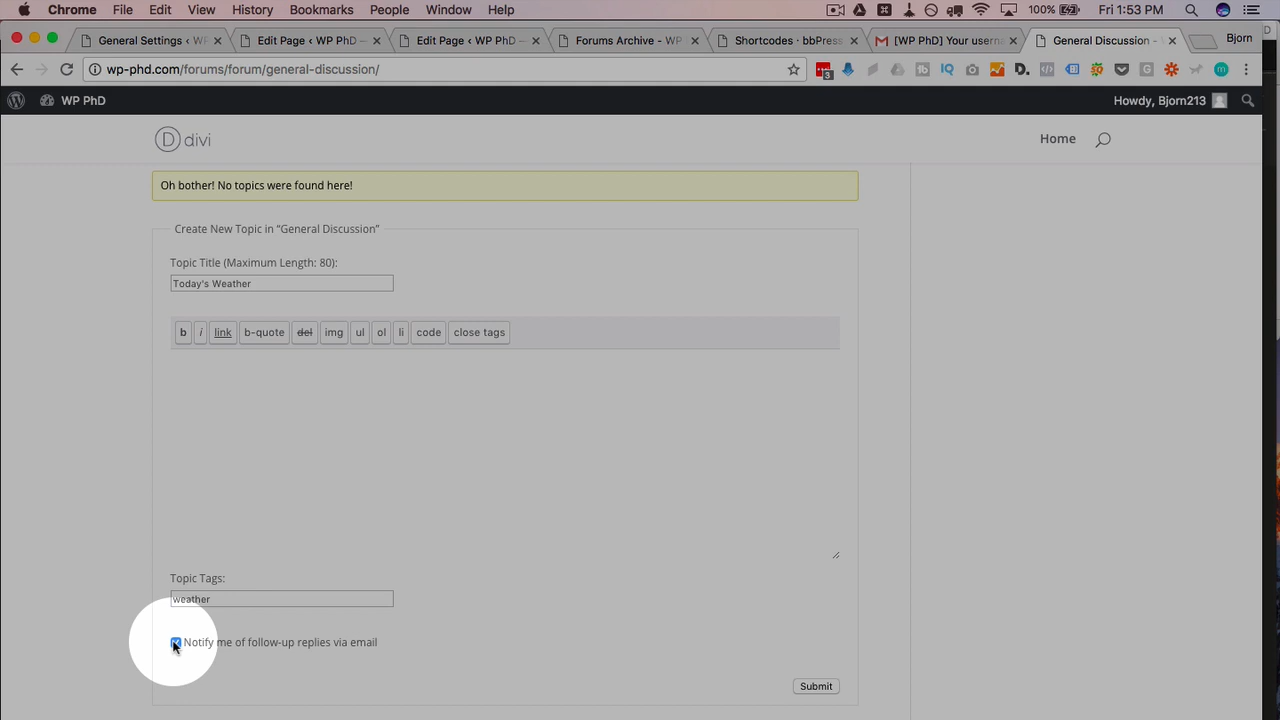 Chrome File Edit View History Bookmarks People Window Help 100% Fri 1:53 PM
General Settings ‹ W Edit Page ‹ WP PhD — Edit Page ‹ WP PhD — Forums Archive - WP Shortcodes · bbPress [WP PhD] Your userna General Discussion - Bjorn
wp-phd.com/forums/forum/general-discussion/
WP PhD Howdy, Bjorn213
divi Home
Oh bother! No topics were found here!
Create New Topic in “General Discussion”
Topic Title (Maximum Length: 80):
Today's Weather
b i link b-quote del img ul ol li code close tags
Topic Tags:
weather
Notify me of follow-up replies via email
Submit